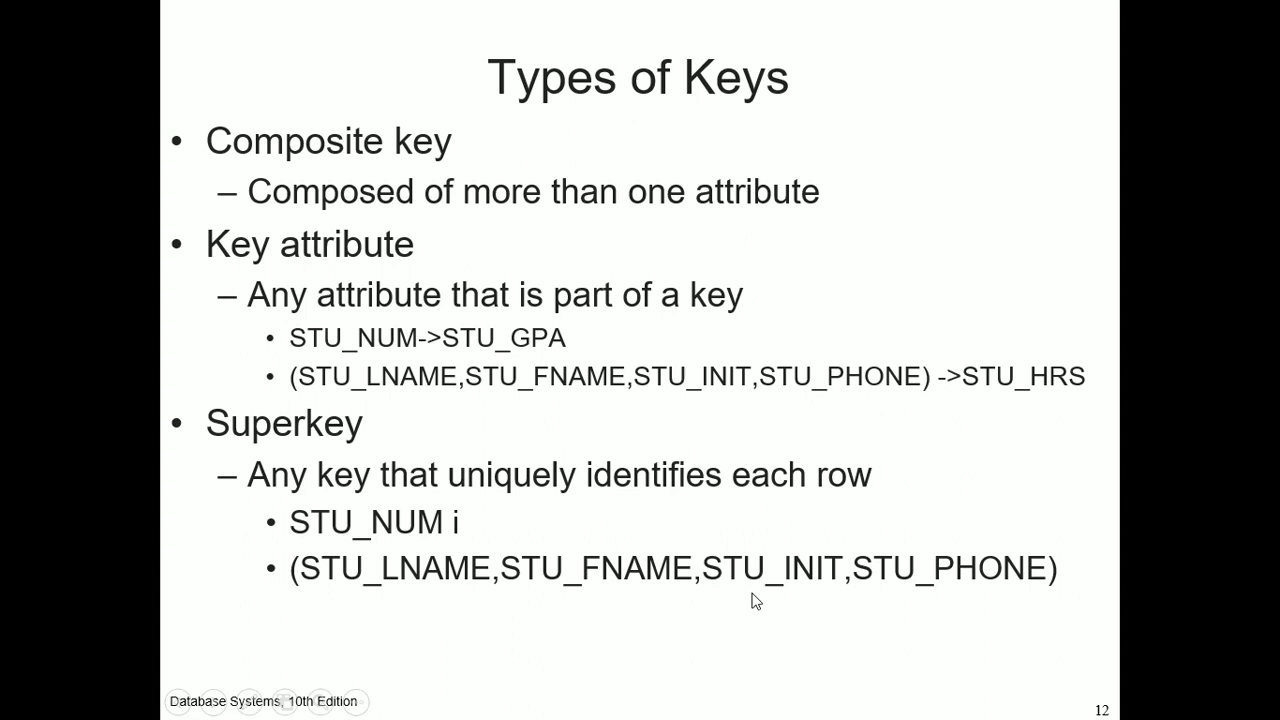 Types of Keys
• Composite key
– Composed of more than one attribute
• Key attribute
– Any attribute that is part of a key
• STU_NUM->STU_GPA
• (STU_LNAME,STU_FNAME,STU_INIT,STU_PHONE) ->STU_HRS
• Superkey
– Any key that uniquely identifies each row
• STU_NUM i
• (STU_LNAME,STU_FNAME,STU_INIT,STU_PHONE)
Database Systems, 10th Edition
12